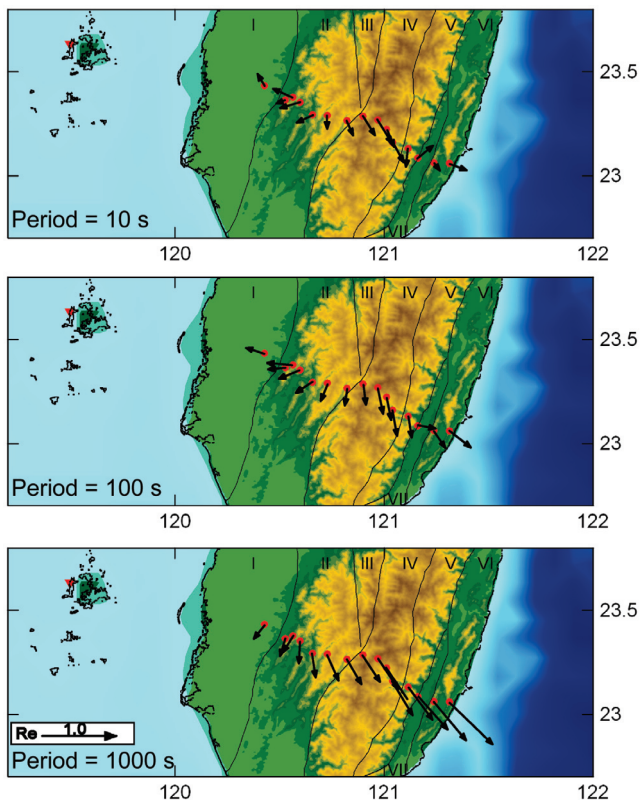 I II III IV V VI
23.5
23
VII
Period = 10 s
120 121 122
I II III IV V VI
23.5
23
VII
Period = 100 s
120 121 122
I II III IV V VI
23.5
23
Re 1.0
VII
Period = 1000 s
120 121 122